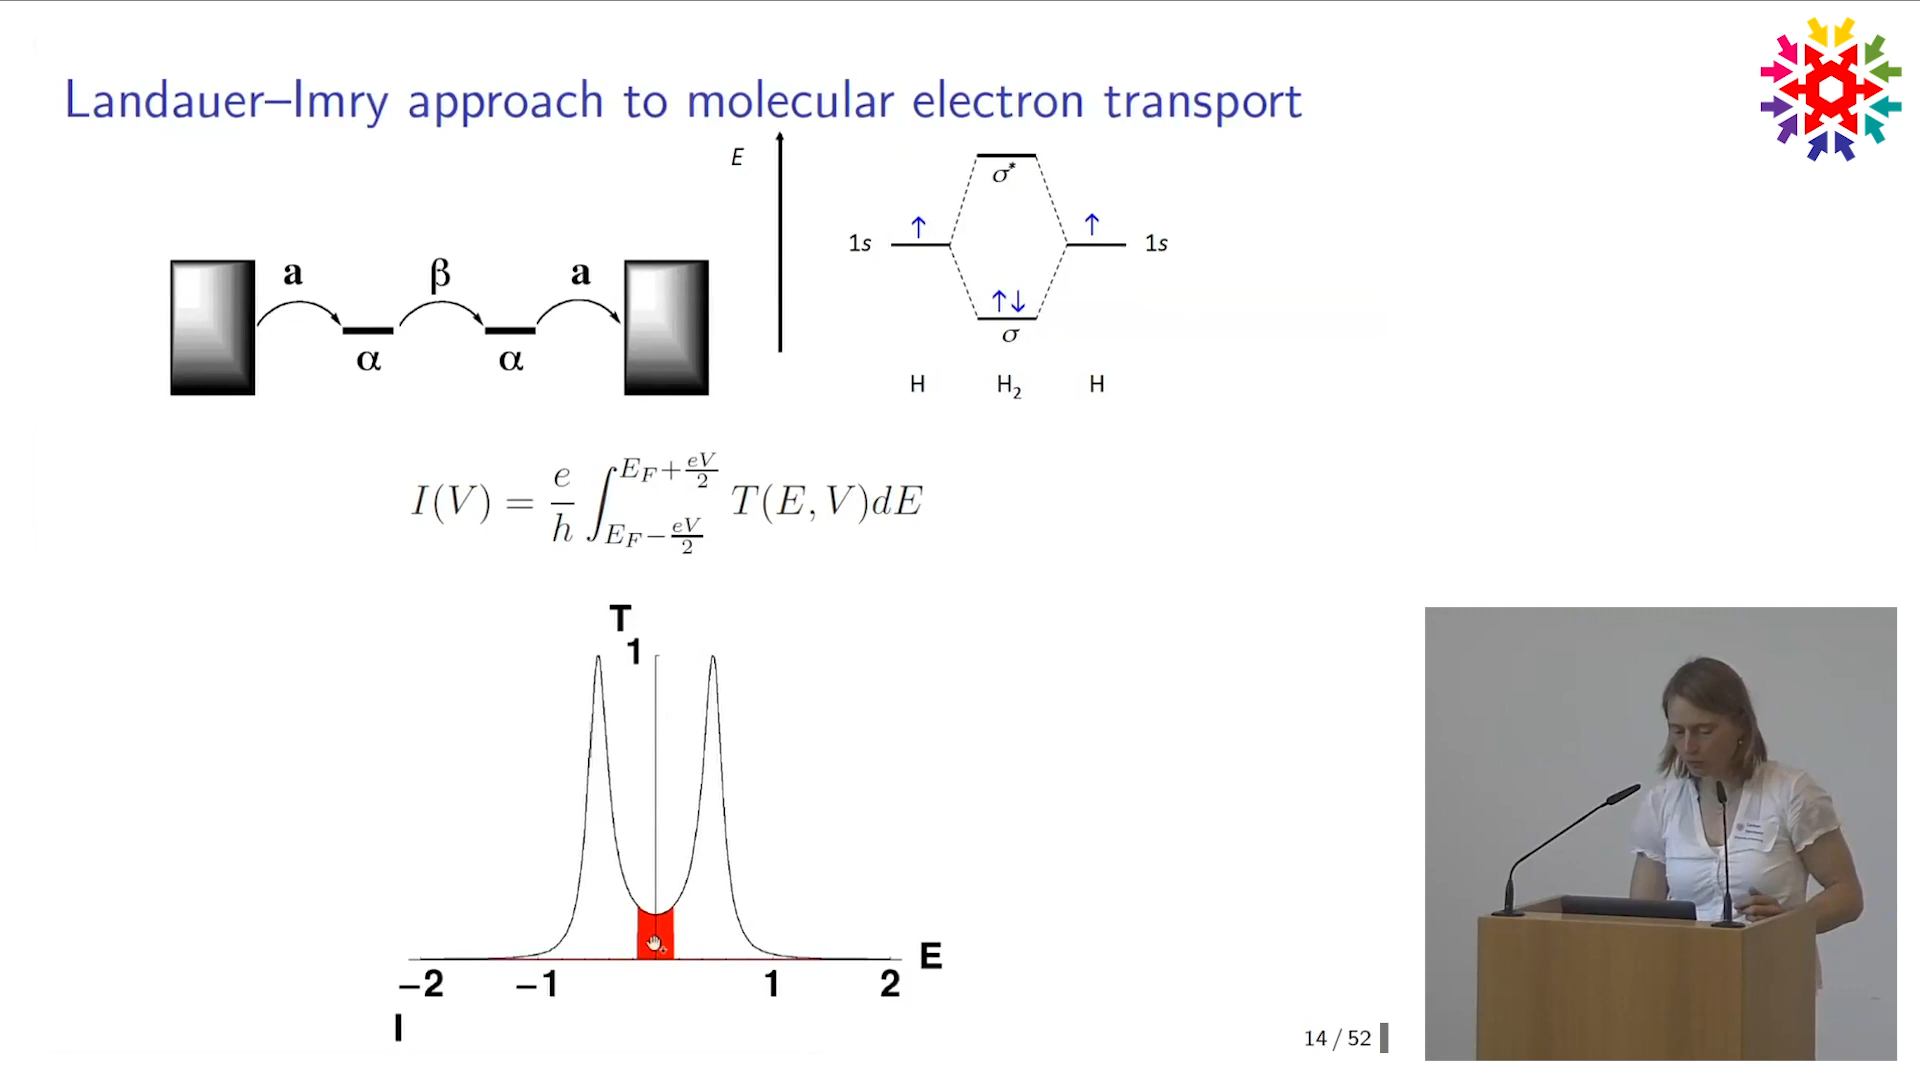 Landauer–Imry approach to molecular electron transport
E
σ*
1s ↑ ↑ 1s
a β a
↑↓
σ
α α
H H₂ H
I(V) = e/h ∫_{E_F − eV/2}^{E_F + eV/2} T(E, V)dE
T
1
E
−2 −1 1 2
I
14 / 52